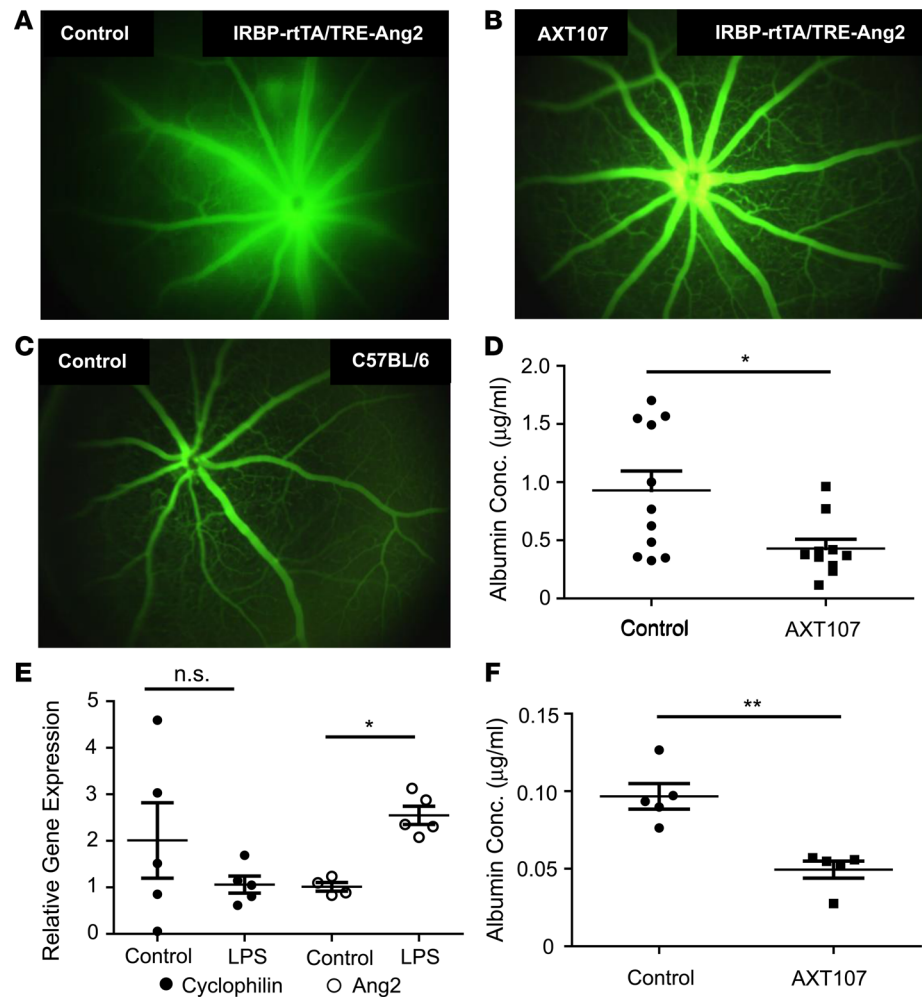 A
Control
IRBP-rtTA/TRE-Ang2
B
AXT107
IRBP-rtTA/TRE-Ang2
C
Control
C57BL/6
D
Albumin Conc. (µg/ml)
2.0
1.5
1.0
0.5
0
*
Control
AXT107
E
Relative Gene Expression
5
4
3
2
1
0
n.s.
*
Control
LPS
Control
LPS
Cyclophilin
Ang2
F
Albumin Conc. (µg/ml)
0.15
0.10
0.05
0
**
Control
AXT107